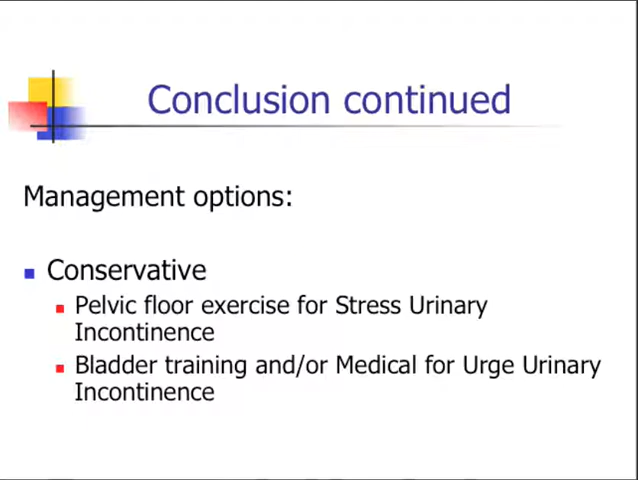 Conclusion continued
Management options:
Conservative
Pelvic floor exercise for Stress Urinary
Incontinence
Bladder training and/or Medical for Urge Urinary
Incontinence